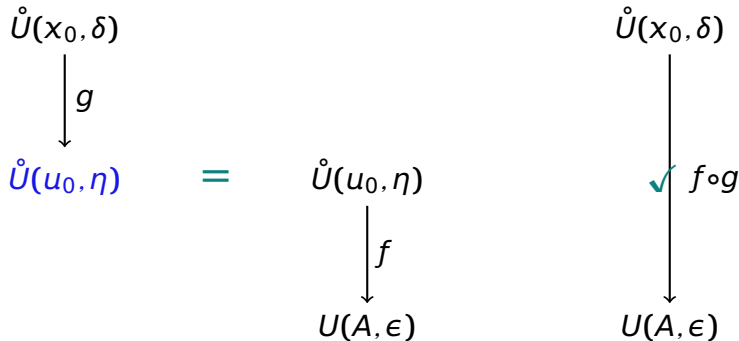 Ů(x₀,δ) Ů(x₀,δ)
g
Ů(u₀,η) = Ů(u₀,η) ✓ f∘g
f
U(A,ϵ) U(A,ϵ)